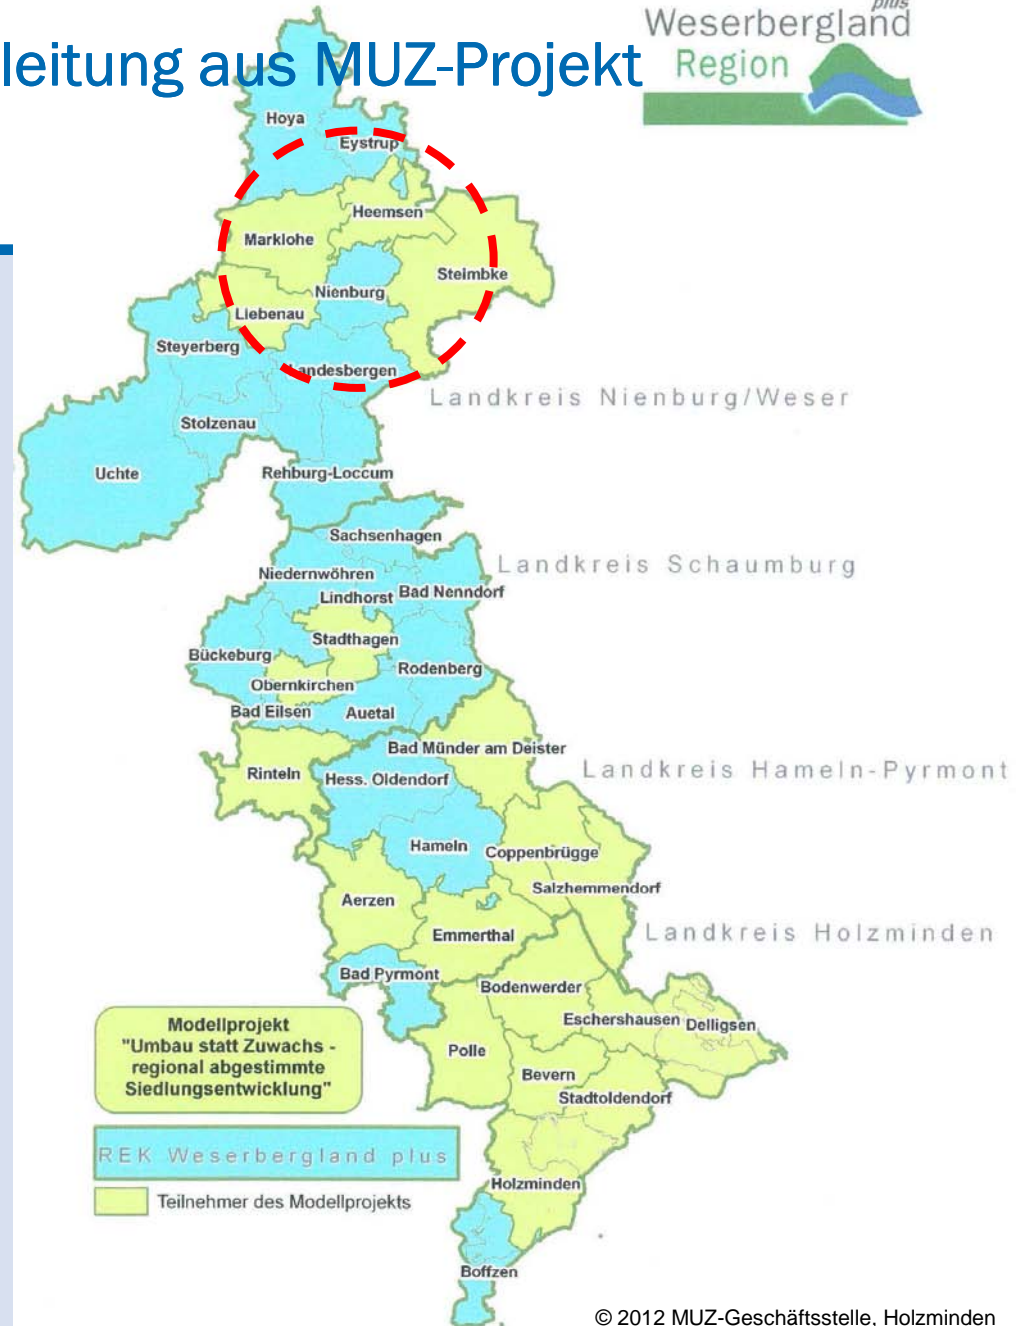 plus
Weserbergland
Region
leitung aus MUZ-Projekt
Hoya
Eystrup
Heemsen
Marklohe
Steimbke
Nienburg
Liebenau
Steyerberg
Landesbergen
Landkreis Nienburg/Weser
Stolzenau
Uchte
Rehburg-Loccum
Sachsenhagen
Landkreis Schaumburg
Niedernwöhren
Lindhorst
Bad Nenndorf
Stadthagen
Bückeburg
Rodenberg
Obernkirchen
Bad Eilsen
Auetal
Bad Münder am Deister
Landkreis Hameln-Pyrmont
Rinteln
Hess. Oldendorf
Hameln
Coppenbrügge
Salzhemmendorf
Aerzen
Emmerthal
Landkreis Holzminden
Bad Pyrmont
Bodenwerder
Eschershausen
Delligsen
Polle
Bevern
Stadtoldendorf
Holzminden
Boffzen
Modellprojekt
"Umbau statt Zuwachs -
regional abgestimmte
Siedlungsentwicklung"
REK Weserbergland plus
Teilnehmer des Modellprojekts
© 2012 MUZ-Geschäftsstelle, Holzminden